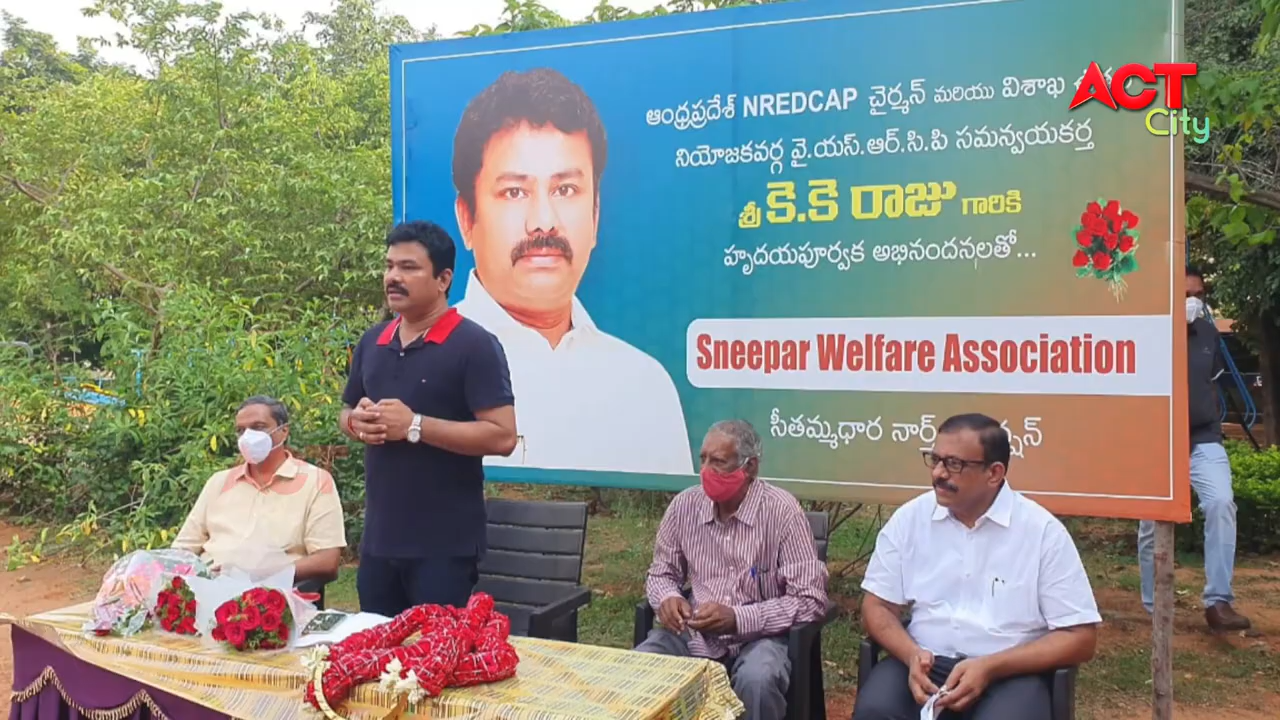 ACT
City
ఆంధ్రప్రదేశ్ NREDCAP చైర్మన్ మరియు విశాఖ
నియోజకవర్గ వై.యస్.ఆర్.సి.పి సమన్వయకర్త
శ్రీ కె.కె రాజు గారికి
హృదయపూర్వక అభినందనలతో...
Sneepar Welfare Association
సీతమ్మధార నార్త్